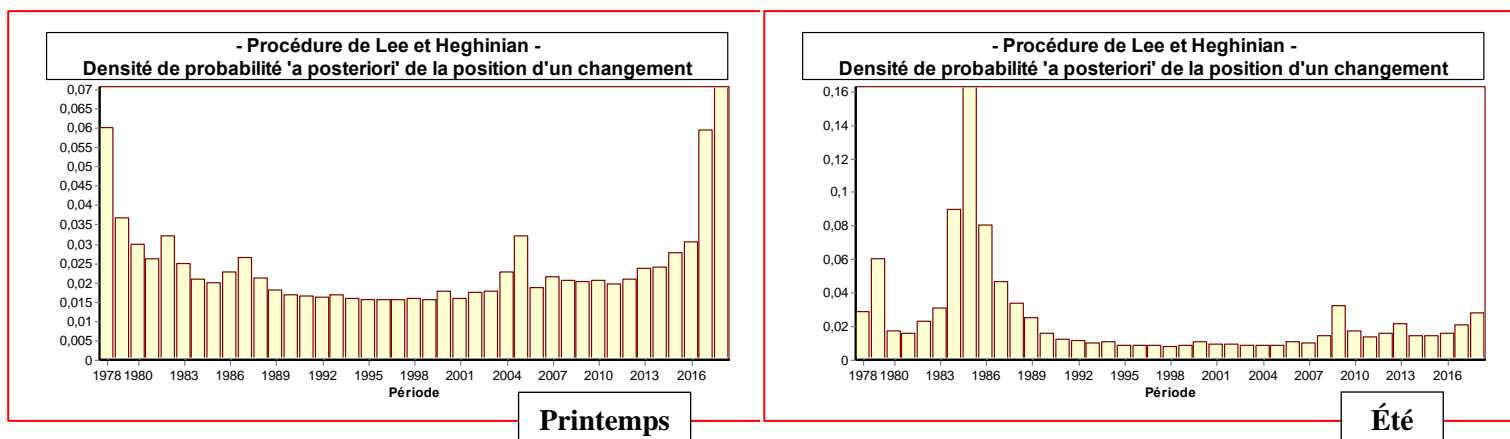 - Procédure de Lee et Heghinian -
Densité de probabilité 'a posteriori' de la position d'un changement
0,07
0,065
0,06
0,055
0,05
0,045
0,04
0,035
0,03
0,025
0,02
0,015
0,01
0,005
0
1978 1980 1983 1986 1989 1992 1995 1998 2001 2004 2007 2010 2013 2016
Période
Printemps
- Procédure de Lee et Heghinian -
Densité de probabilité 'a posteriori' de la position d'un changement
0,16
0,14
0,12
0,1
0,08
0,06
0,04
0,02
0
1978 1980 1983 1986 1989 1992 1995 1998 2001 2004 2007 2010 2013 2016
Période
Été